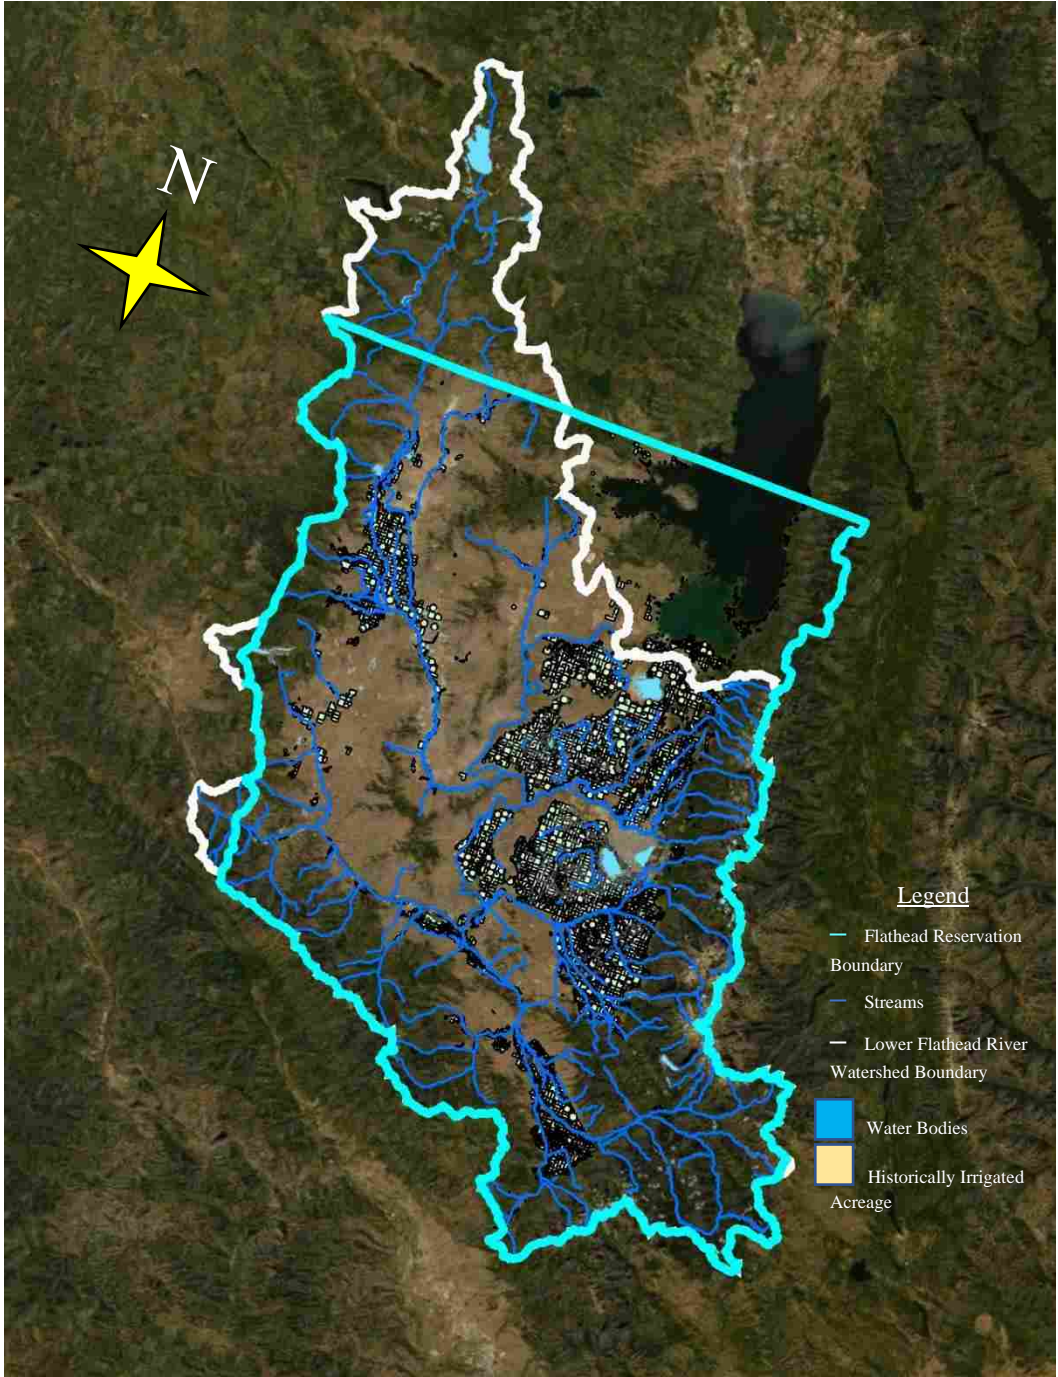 N
Legend
Flathead Reservation
Boundary
Streams
Lower Flathead River
Watershed Boundary
Water Bodies
Historically Irrigated
Acreage